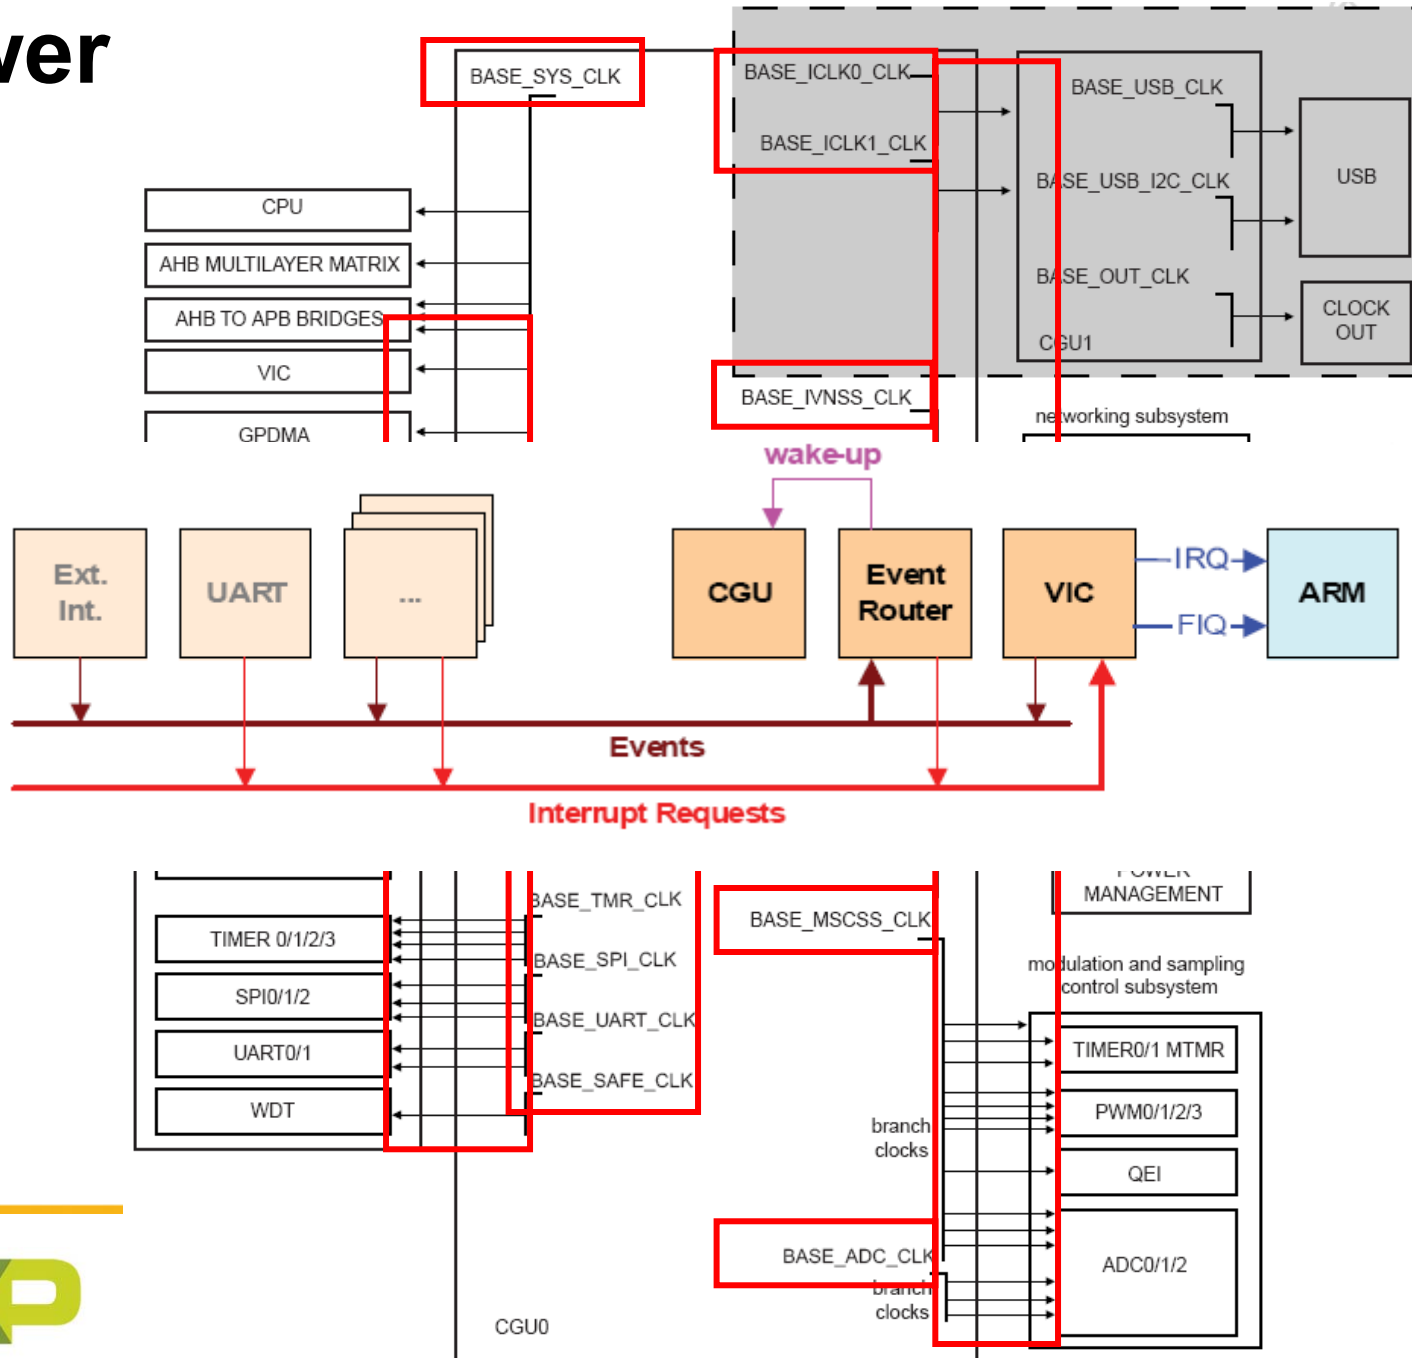 BASE_SYS_CLK
BASE_ICLK0_CLK
BASE_ICLK1_CLK
BASE_USB_CLK
BASE_USB_I2C_CLK
USB
BASE_OUT_CLK
CLOCK
OUT
CGU1
CPU
AHB MULTILAYER MATRIX
AHB TO APB BRIDGES
VIC
GPDMA
BASE_IVNSS_CLK
networking subsystem
wake-up
Ext.
Int.
UART
...
CGU
Event
Router
VIC
IRQ
FIQ
ARM
Events
Interrupt Requests
POWER
MANAGEMENT
BASE_TMR_CLK
TIMER 0/1/2/3
BASE_SPI_CLK
SPI0/1/2
BASE_UART_CLK
UART0/1
BASE_SAFE_CLK
WDT
BASE_MSCSS_CLK
modulation and sampling
control subsystem
TIMER0/1 MTMR
PWM0/1/2/3
branch
clocks
QEI
BASE_ADC_CLK
branch
clocks
ADC0/1/2
CGU0